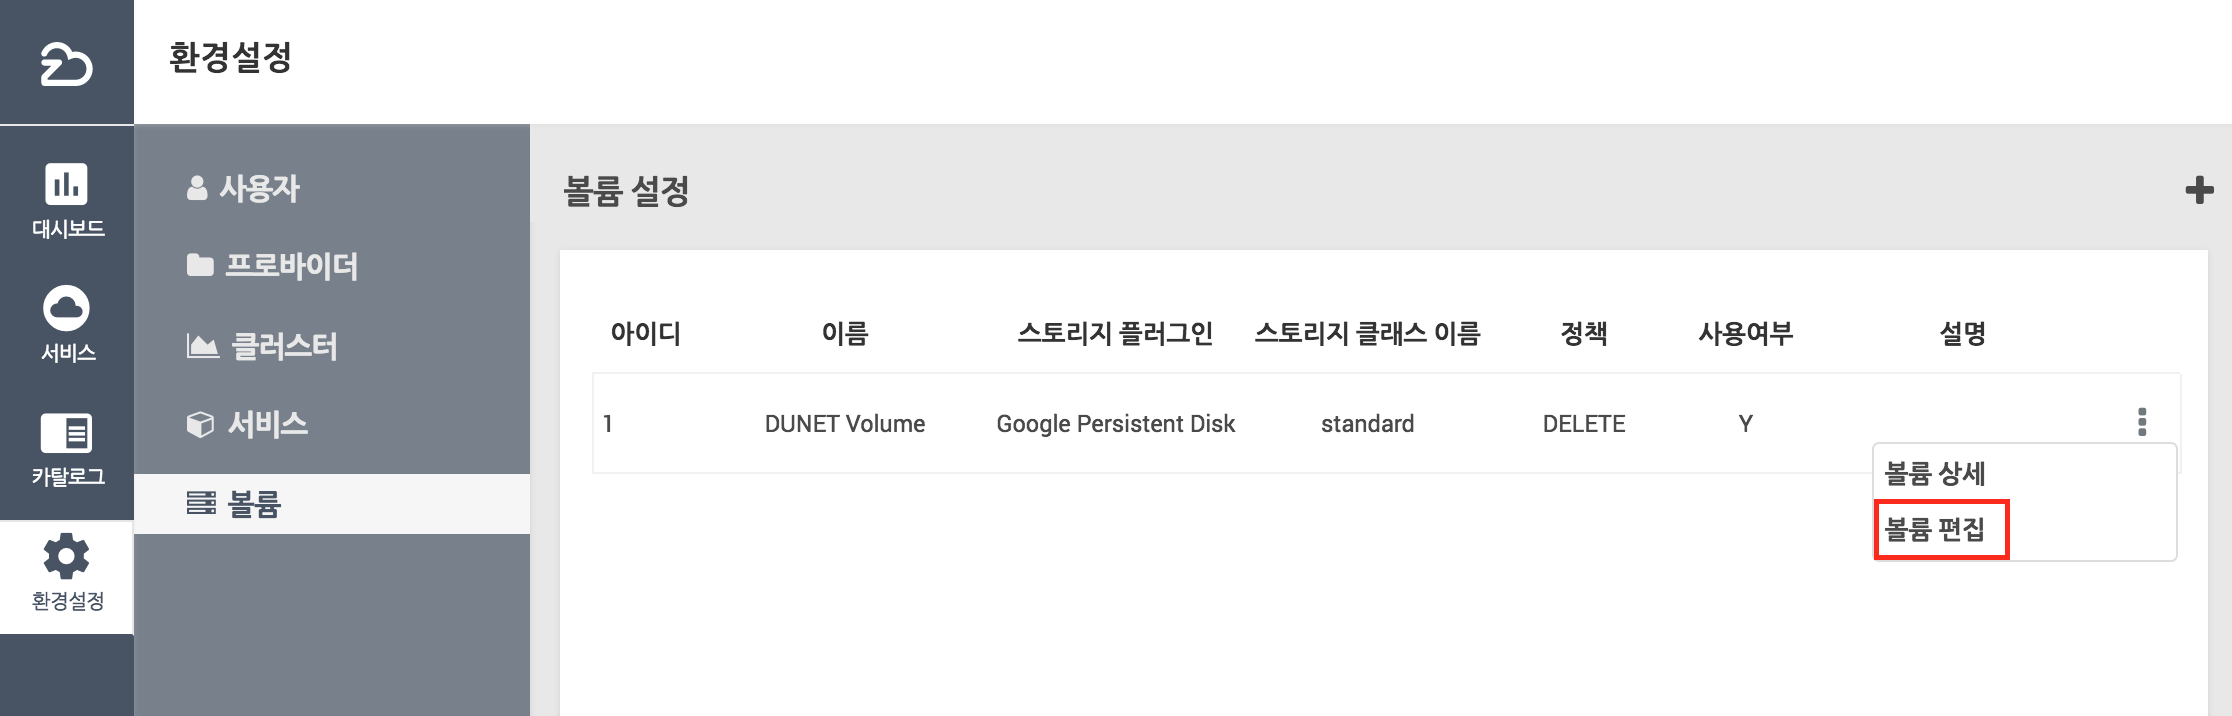 환경설정
대시보드
서비스
카탈로그
환경설정
사용자
프로바이더
클러스터
서비스
볼륨
볼륨 설정
아이디 이름 스토리지 플러그인 스토리지 클래스 이름 정책 사용여부 설명
1 DUNET Volume Google Persistent Disk standard DELETE Y
볼륨 상세
볼륨 편집